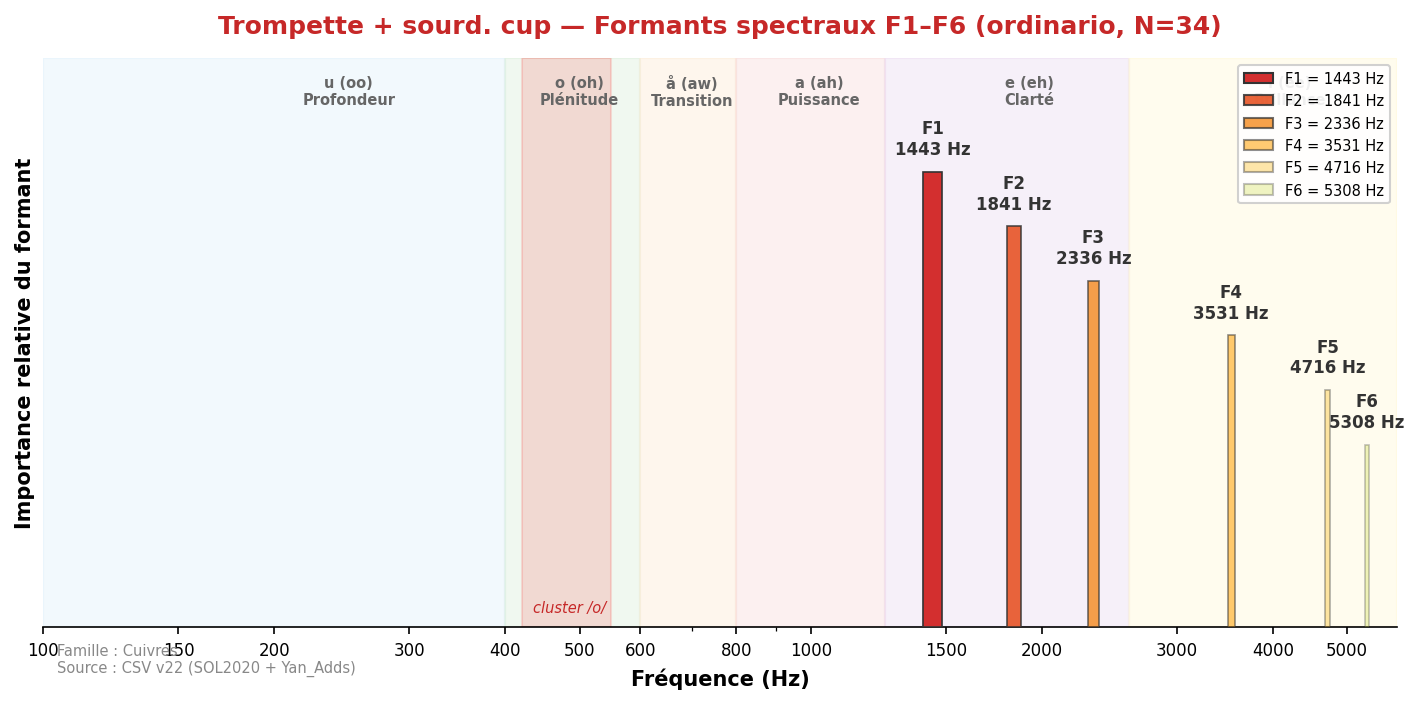 Trompette + sourd. cup — Formants spectraux F1–F6 (ordinario, N=34)
u (oo)
Profondeur
o (oh)
Plénitude
å (aw)
Transition
a (ah)
Puissance
e (eh)
Clarté
F1 = 1443 Hz
F2 = 1841 Hz
F3 = 2336 Hz
F4 = 3531 Hz
F5 = 4716 Hz
F6 = 5308 Hz
F1
1443 Hz
F2
1841 Hz
F3
2336 Hz
F4
3531 Hz
F5
4716 Hz
F6
5308 Hz
Importance relative du formant
cluster /o/
100 150 200 300 400 500 600 800 1000 1500 2000 3000 4000 5000
Famille : Cuivres
Source : CSV v22 (SOL2020 + Yan_Adds)
Fréquence (Hz)